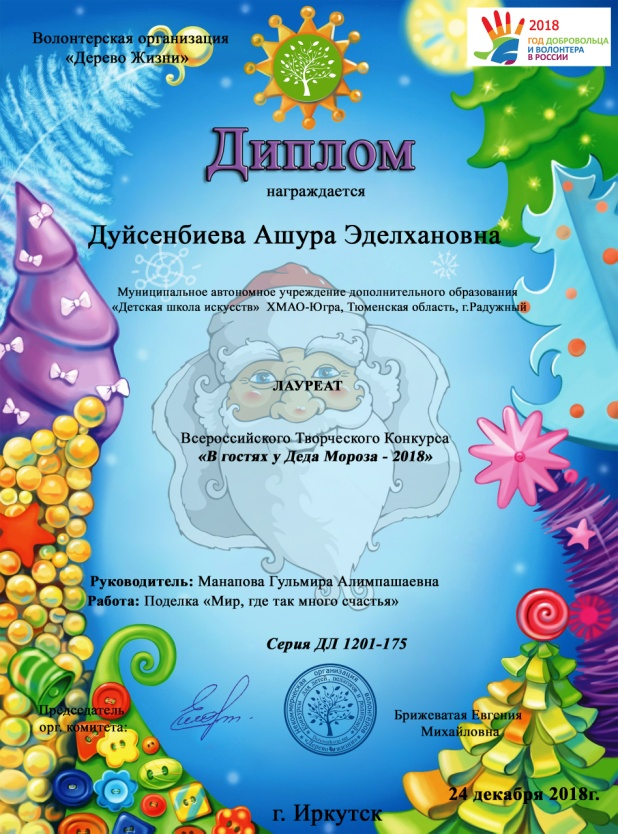 Волонтерская организация
«Дерево Жизни»
2018
ГОД ДОБРОВОЛЬЦА
И ВОЛОНТЕРА
В РОССИИ
Диплом
награждается
Дуйсенбиева Ашура Эделхановна
Муниципальное автономное учреждение дополнительного образования
«Детская школа искусств» ХМАО-Югра, Тюменская область, г.Радужный
ЛАУРЕАТ
Всероссийского Творческого Конкурса
«В гостях у Деда Мороза - 2018»
Руководитель: Манапова Гульмира Алимпашаевна
Работа: Поделка «Мир, где так много счастья»
Серия ДЛ 1201-175
Председатель
орг. комитета:
Брижеватая Евгения
Михайловна
24 декабря 2018г.
г. Иркутск